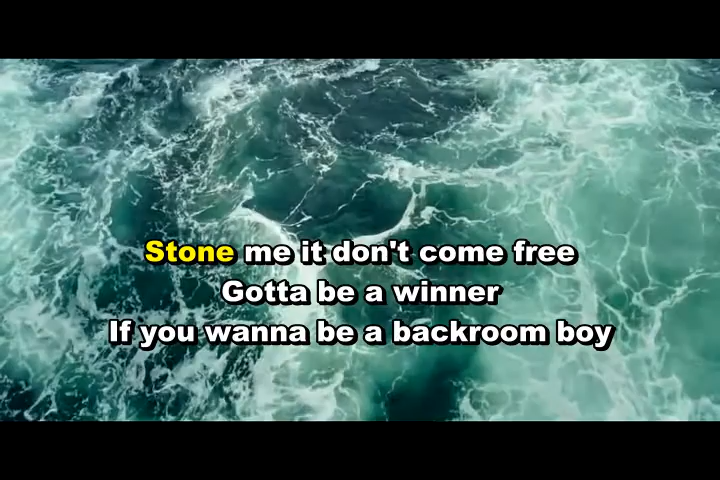 Stone me it don't come free
Gotta be a winner
If you wanna be a backroom boy